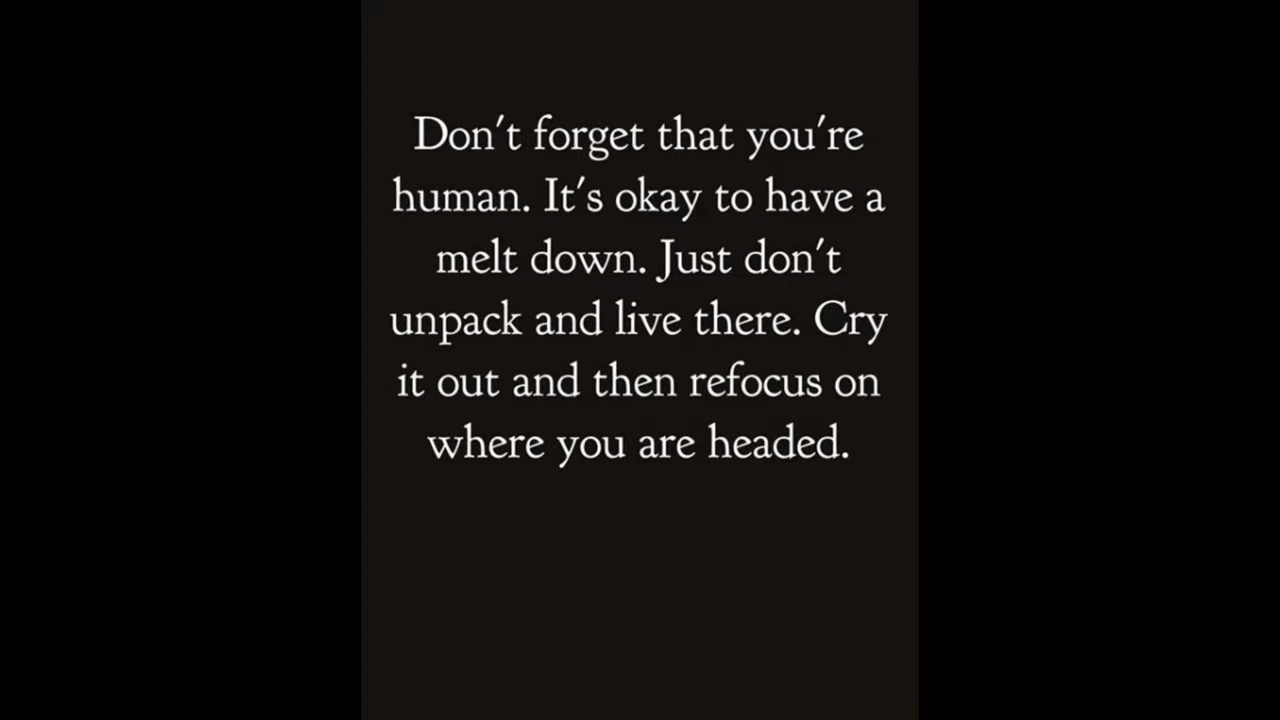 Don't forget that you're
human. It's okay to have a
melt down. Just don't
unpack and live there. Cry
it out and then refocus on
where you are headed.